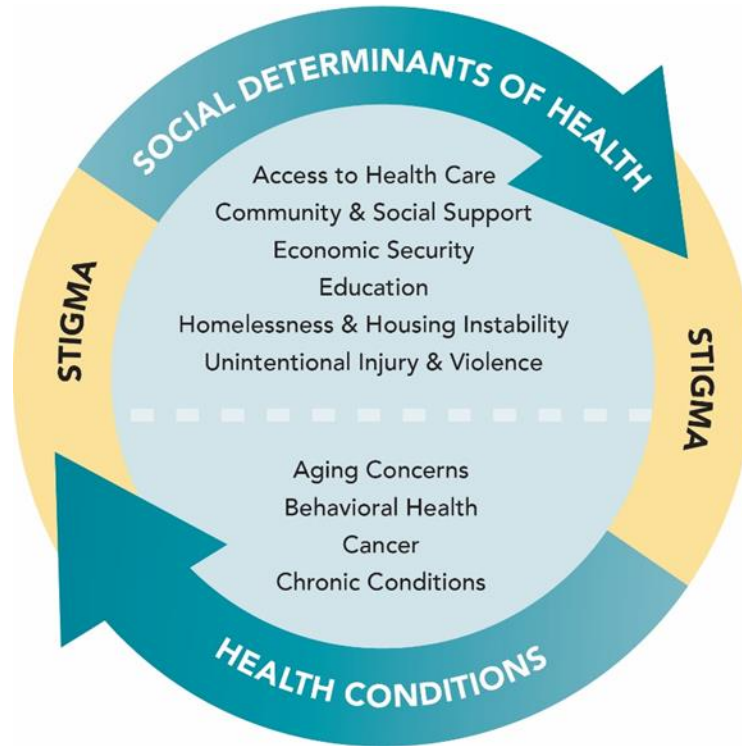 SOCIAL DETERMINANTS OF HEALTH
Access to Health Care
Community & Social Support
Economic Security
Education
Homelessness & Housing Instability
Unintentional Injury & Violence
STIGMA
STIGMA
Aging Concerns
Behavioral Health
Cancer
Chronic Conditions
HEALTH CONDITIONS